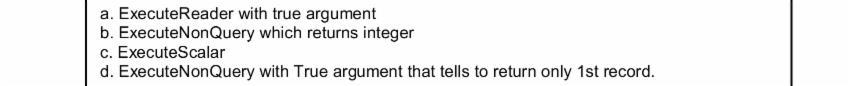 a. ExecuteReader with true argument
b. ExecuteNonQuery which returns integer
c. ExecuteScalar
d. ExecuteNonQuery with True argument that tells to return only 1st record.